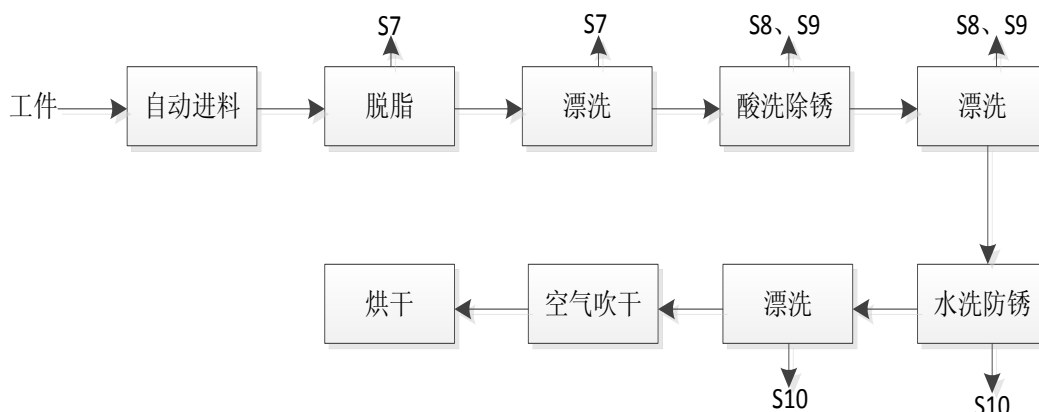 S7
S7
S8、S9
S8、S9
工件
自动进料
脱脂
漂洗
酸洗除锈
漂洗
烘干
空气吹干
漂洗
水洗防锈
S10
S10